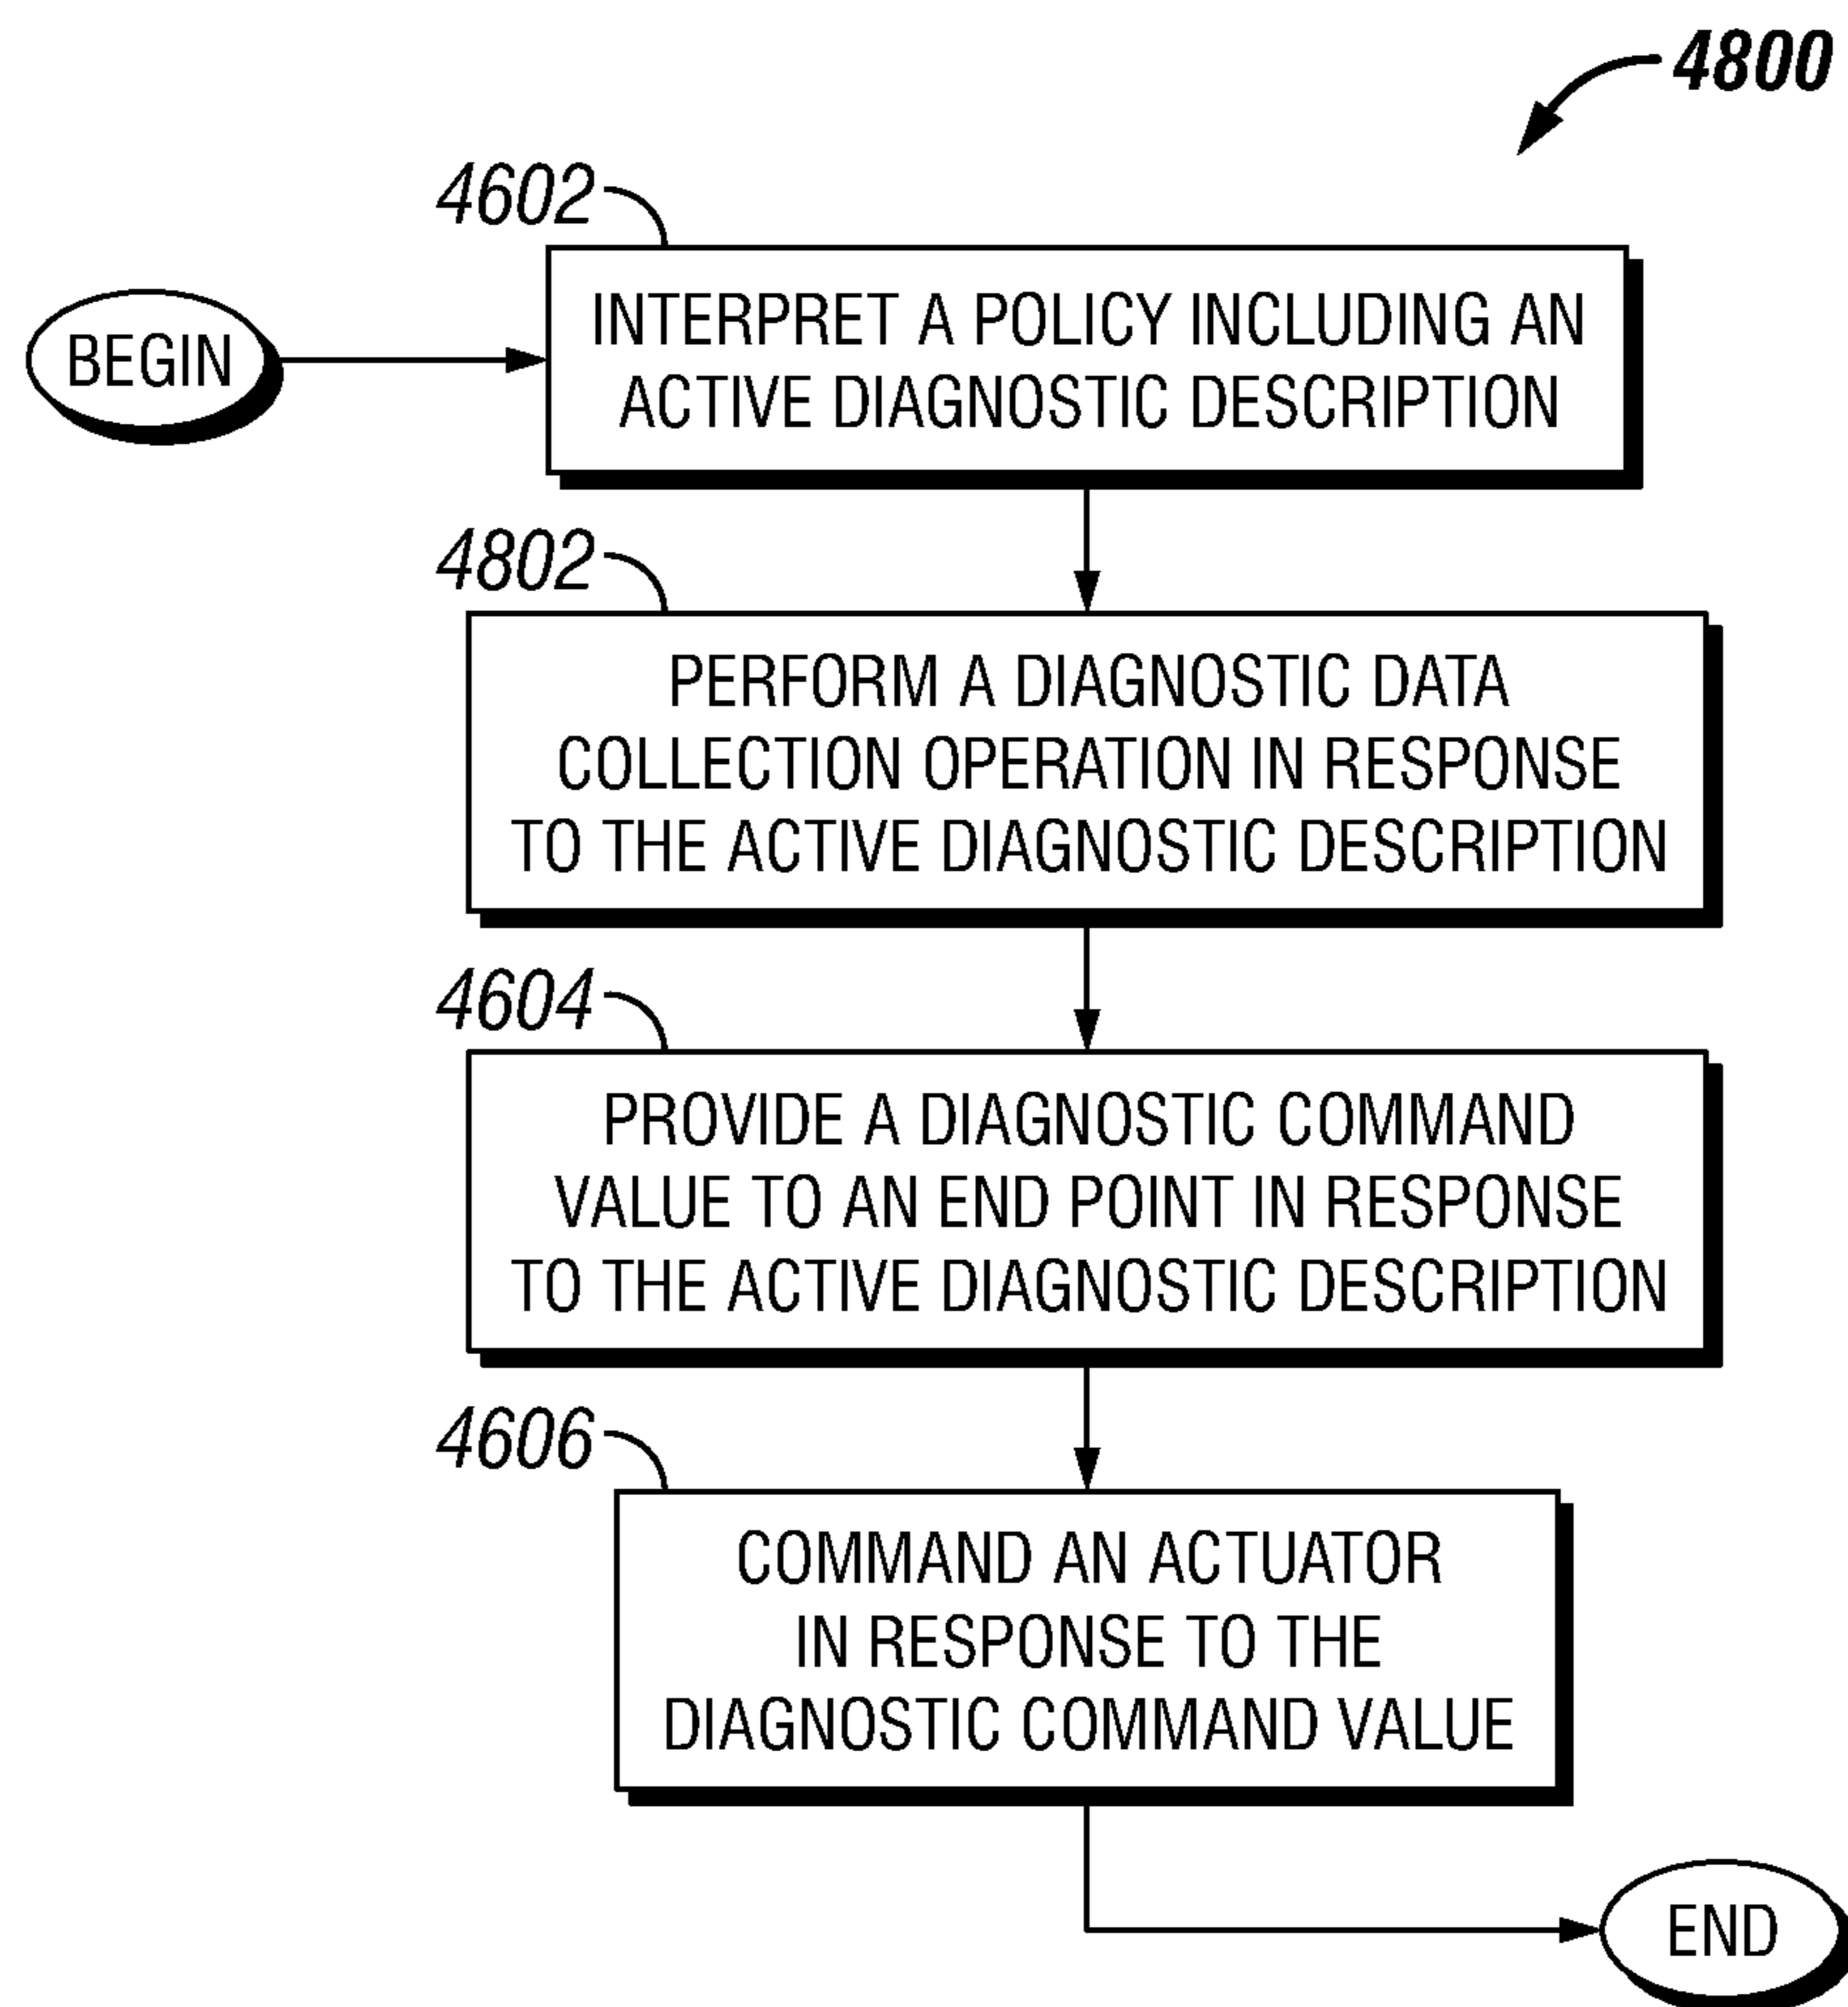 4800
4602
BEGIN
INTERPRET A POLICY INCLUDING AN
ACTIVE DIAGNOSTIC DESCRIPTION
4802
PERFORM A DIAGNOSTIC DATA
COLLECTION OPERATION IN RESPONSE
TO THE ACTIVE DIAGNOSTIC DESCRIPTION
4604
PROVIDE A DIAGNOSTIC COMMAND
VALUE TO AN END POINT IN RESPONSE
TO THE ACTIVE DIAGNOSTIC DESCRIPTION
4606
COMMAND AN ACTUATOR
IN RESPONSE TO THE
DIAGNOSTIC COMMAND VALUE
END